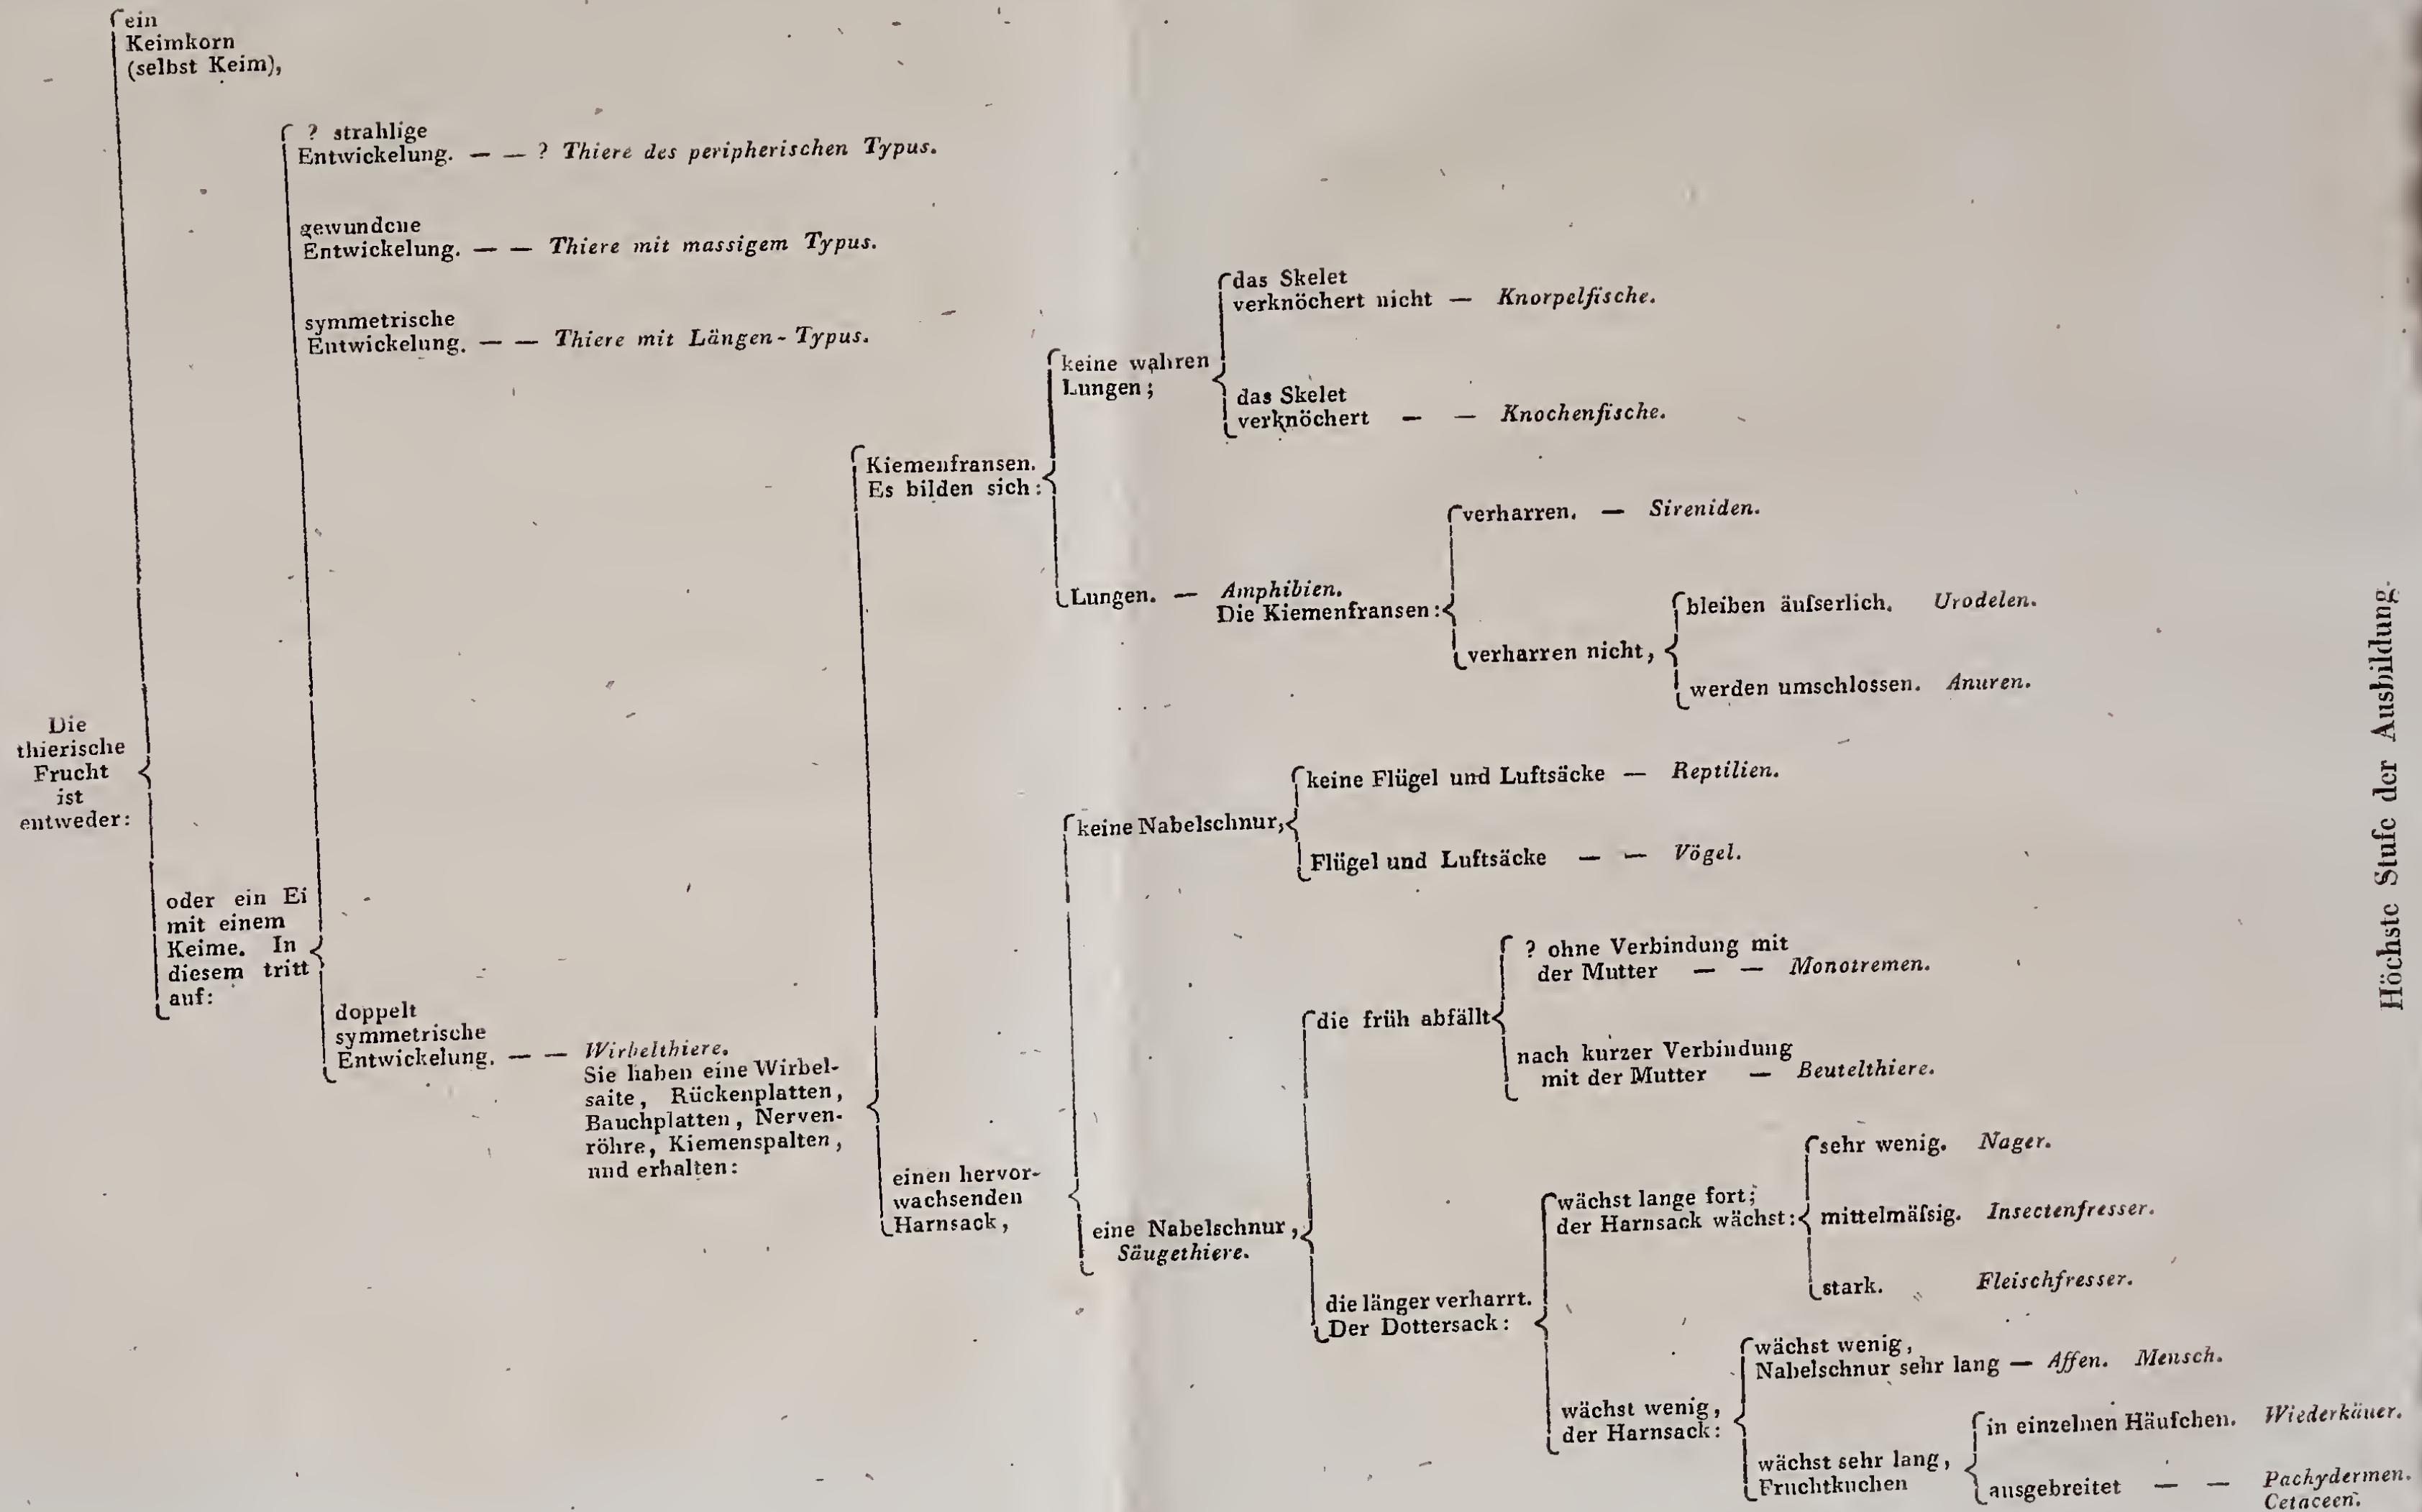 Die
thierische
Frucht
ist
entweder:
ein
Keimkorn
(selbst Keim),
oder ein Ei
mit einem
Keime. In
diesem tritt
auf:
? strahlige
Entwickelung. — — ? Thiere des peripherischen Typus.
gewundene
Entwickelung. — — Thiere mit massigem Typus.
symmetrische
Entwickelung. — — Thiere mit Längen-Typus.
doppelt
symmetrische
Entwickelung. — — Wirbelthiere.
Sie haben eine Wirbel-
saite, Rückenplatten,
Bauchplatten, Nerven-
röhre, Kiemenspalten,
und erhalten:
Kiemenfransen.
Es bilden sich:
keine wahren
Lungen;
das Skelet
verknöchert nicht — Knorpelfische.
das Skelet
verknöchert — — Knochenfische.
Lungen. — Amphibien.
Die Kiemenfransen:
verharren. — Sireniden.
verharren nicht,
bleiben äuſserlich. Urodelen.
werden umschlossen. Anuren.
einen hervor-
wachsenden
Harnsack,
keine Nabelschnur,
keine Flügel und Luftsäcke — Reptilien.
Flügel und Luftsäcke — — Vögel.
eine Nabelschnur,
Säugethiere.
die früh abfällt
? ohne Verbindung mit
der Mutter — — Monotremen.
nach kurzer Verbindung
mit der Mutter — Beutelthiere.
die länger verharrt.
Der Dottersack:
wächst lange fort;
der Harnsack wächst:
sehr wenig. Nager.
mittelmäſsig. Insectenfresser.
stark. Fleischfresser.
wächst wenig,
der Harnsack:
wächst wenig,
Nabelschnur sehr lang — Affen. Mensch.
wächst sehr lang,
Fruchtkuchen
in einzelnen Häufchen. Wiederkäuer.
ausgebreitet — — Pachydermen.
Cetaceen.
Höchste Stufe der Ausbildung.